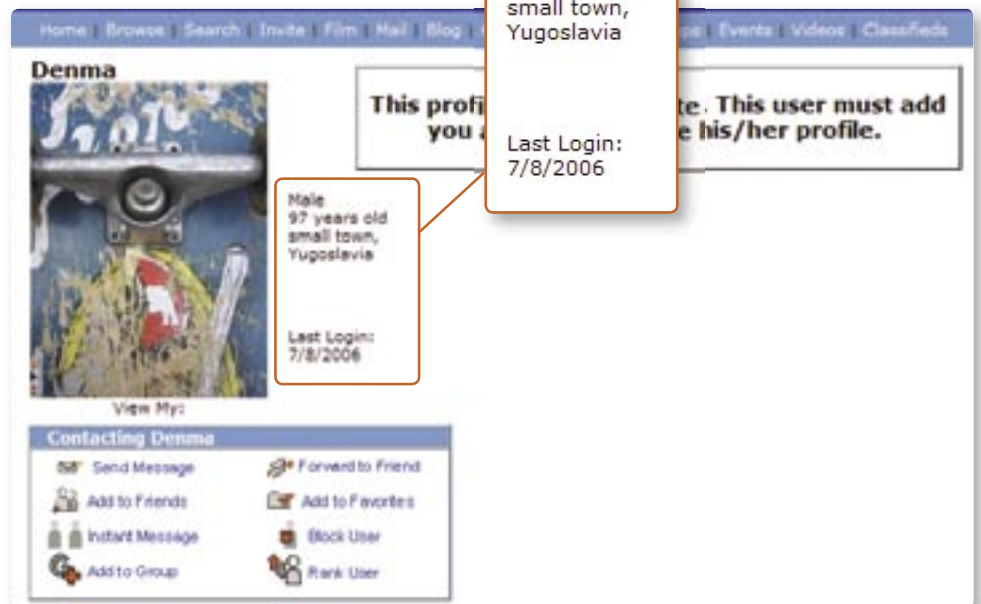 small town,
Yugoslavia
Last Login:
7/8/2006
Home | Browse | Search | Invite | Film | Mail | Blog | Events | Videos | Classifieds
Denma
This profi te. This user must add
you a e his/her profile.
Male
97 years old
small town,
Yugoslavia
Last Login:
7/8/2006
View My:
Contacting Denma
Send Message
Forward to Friend
Add to Friends
Add to Favorites
Instant Message
Block User
Add to Group
Rank User